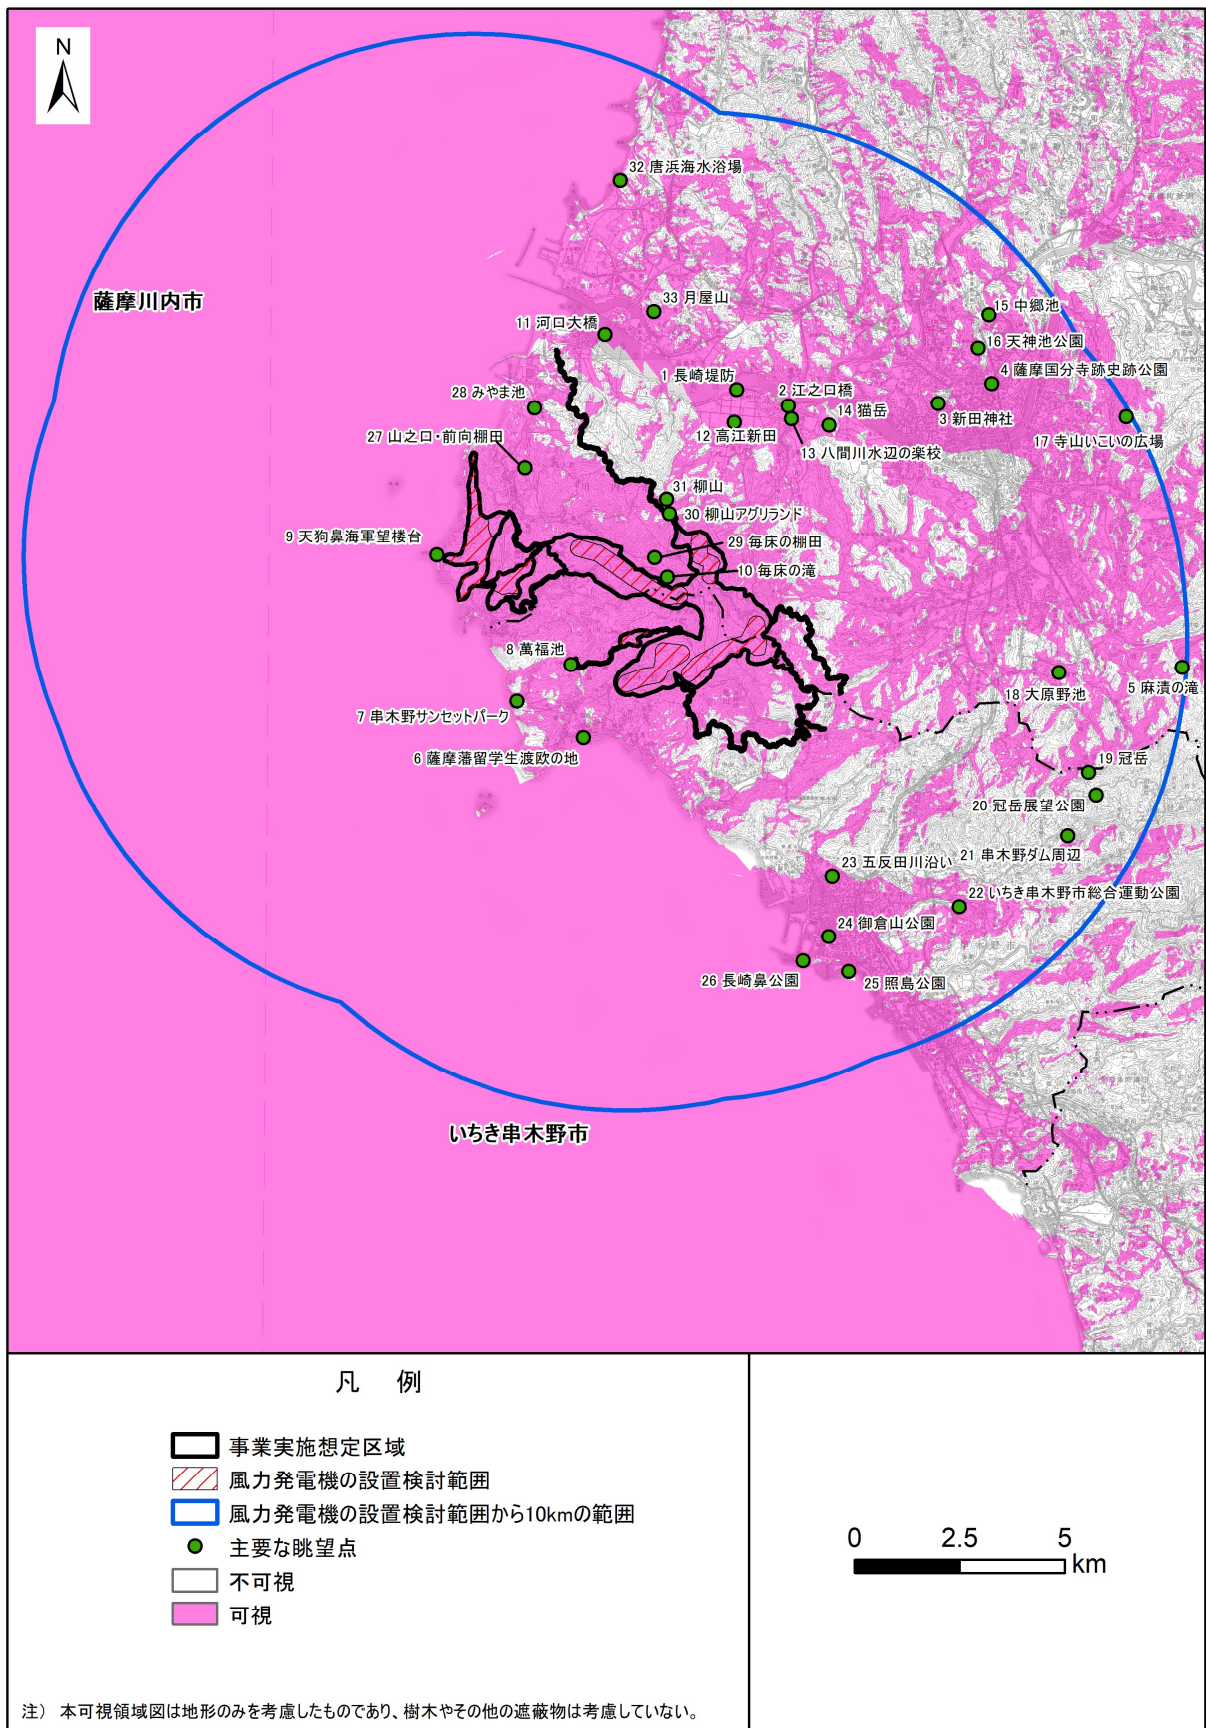 N
32 唐浜海水浴場
薩摩川内市
33 月屋山
11 河口大橋
15 中郷池
16 天神池公園
1 長崎堤防
2 江之口橋
4 薩摩国分寺跡史跡公園
28 みやま池
14 猫岳
3 新田神社
27 山之口・前向棚田
12 高江新田
13 八間川水辺の楽校
17 寺山いこいの広場
31 柳山
30 柳山アグリランド
9 天狗鼻海軍望楼台
29 毎床の棚田
10 毎床の滝
8 萬福池
18 大原野池
5 麻漬の滝
7 串木野サンセットパーク
6 薩摩藩留学生渡欧の地
19 冠岳
20 冠岳展望公園
21 串木野ダム周辺
23 五反田川沿い
22 いちき串木野市総合運動公園
24 御倉山公園
26 長崎鼻公園
25 照島公園
いちき串木野市
凡 例
事業実施想定区域
風力発電機の設置検討範囲
風力発電機の設置検討範囲から10kmの範囲
主要な眺望点
不可視
可視
0 2.5 5
km
注） 本可視領域図は地形のみを考慮したものであり、樹木やその他の遮蔽物は考慮していない。